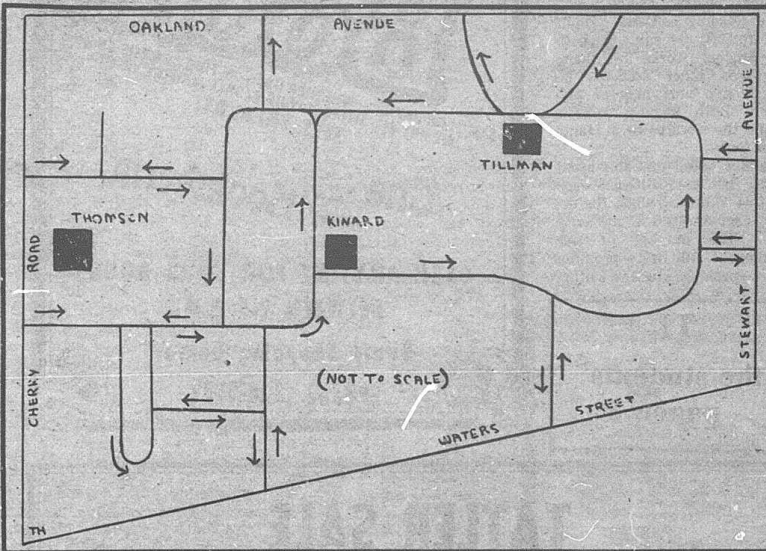 OAKLAND AVENUE
TILLMAN
AVENUE
THOMSEN
KINARD
ROAD
STEWART
(NOT TO SCALE)
CHERRY
WATERS STREET
TH